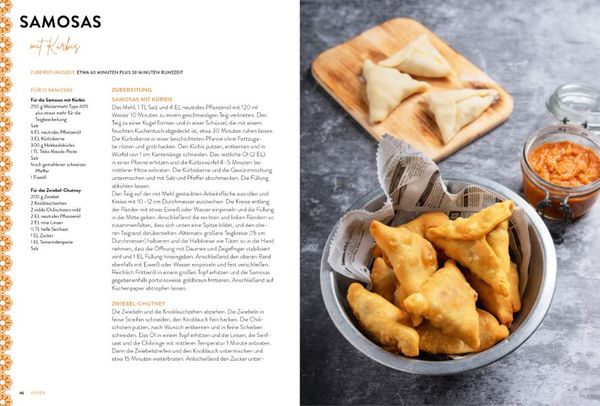 SAMOSAS
mit Kürbis
ZUBEREITUNGSZEIT: ETWA 60 MINUTEN PLUS 30 MINUTEN RUHEZEIT
FÜR 12 SAMOSAS
Für die Samosas mit Kürbis
250 g Weizenmehl Type 405
plus etwas mehr für die
Teigverarbeitung
Salz
6 EL neutrales Pflanzenöl
3 EL Kürbiskerne
300 g Hokkaidokürbis
1 TL Tikka-Masala-Paste
Salz
frisch gemahlener schwarzer
Pfeffer
1 Eiweiß
Für das Zwiebel-Chutney
200 g Zwiebel
2 Knoblauchzehen
2 milde Chilischoten mild
2 EL neutrales Pflanzenöl
2 EL rote Linsen
½ TL helle Senfsaat
1 EL Zucker
1 EL Tamarindenpaste
Salz
ZUBEREITUNG
SAMOSAS MIT KÜRBIS
Das Mehl, 1 TL Salz und 4 EL neutrales Pflanzenöl mit 120 ml
Wasser 10 Minuten zu einem geschmeidigen Teig verkneten. Den
Teig zu einer Kugel formen und in einer Schüssel, die mit einem
feuchten Küchentuch abgedeckt ist, etwa 30 Minuten ruhen lassen.
Die Kürbiskerne in einer beschichteten Pfanne ohne Fettzuga-
be rösten und grob hacken. Den Kürbis putzen, entkernen und in
Würfel von 1 cm Kantenlänge schneiden. Das restliche Öl (2 EL)
in einer Pfanne erhitzen und die Kürbiswürfel 4-5 Minuten bei
mittlerer Hitze anbraten. Die Kürbiskerne und die Gewürzmischung
untermischen und mit Salz und Pfeffer abschmecken. Die Füllung
abkühlen lassen.
Den Teig auf der mit Mehl gestaubten Arbeitsfläche ausrollen und
Kreise mit 10 - 12 cm Durchmesser ausstechen. Die Kreise entlang
der Ränder mit etwas Eiweiß oder Wasser einpinseln und die Füllung
in die Mitte geben. Anschließend die rechten und linken Rändern so
zusammenfalten, dass sich unten eine Spitze bildet, und den obe-
ren Teigrand darüberziehen. Alternativ größere Teigkreise (15 cm
Durchmesser) halbieren und die Halbkreise wie Tüten so in die Hand
nehmen, dass die Öffnung mit Daumen und Zeigefinger stabilisiert
wird und 1 EL Füllung hineingeben. Anschließend den oberen Rand
ebenfalls mit Eiweiß oder Wasser einpinseln und fest verschließen.
Reichlich Frittieröl in einem großen Topf erhitzen und die Samosas
gegebenenfalls portionsweise goldbraun frittieren. Anschließend auf
Küchenpapier abtropfen lassen.
ZWIEBEL-CHUTNEY
Die Zwiebeln und die Knoblauchzehen abziehen. Die Zwiebeln in
feine Streifen schneiden, den Knoblauch fein hacken. Die Chili-
schoten putzen, nach Wunsch entkernen und in feine Scheiben
schneiden. Das Öl in einem Topf erhitzen und die Linsen, die Senf-
saat und die Chiliringe mit mittlerer Temperatur 1 Minute anbraten.
Dann die Zwiebelstreifen und den Knoblauch untermischen und
etwa 15 Minuten weiterbraten. Anschließend den Zucker unter-
46
INDIEN